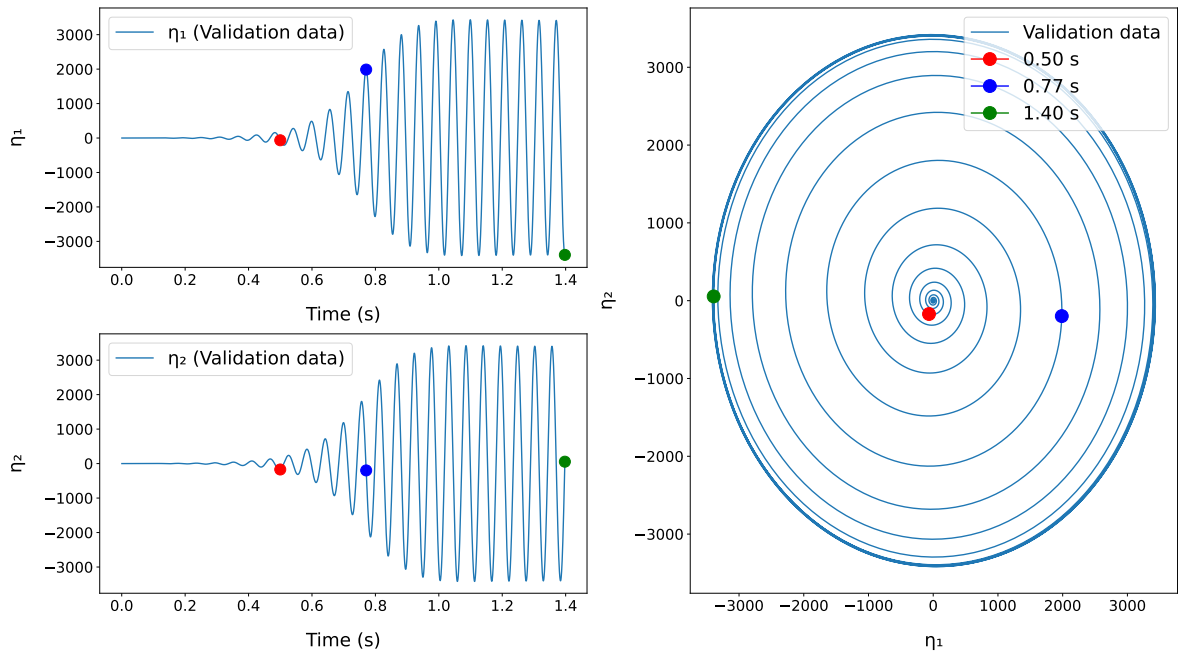 η₁ (Validation data)
3000
2000
1000
0
−1000
−2000
−3000
η₁
0.0 0.2 0.4 0.6 0.8 1.0 1.2 1.4
Time (s)
η₂ (Validation data)
3000
2000
1000
0
−1000
−2000
−3000
η₂
0.0 0.2 0.4 0.6 0.8 1.0 1.2 1.4
Time (s)
Validation data
0.50 s
0.77 s
1.40 s
3000
2000
1000
0
−1000
−2000
−3000
η₂
−3000 −2000 −1000 0 1000 2000 3000
η₁